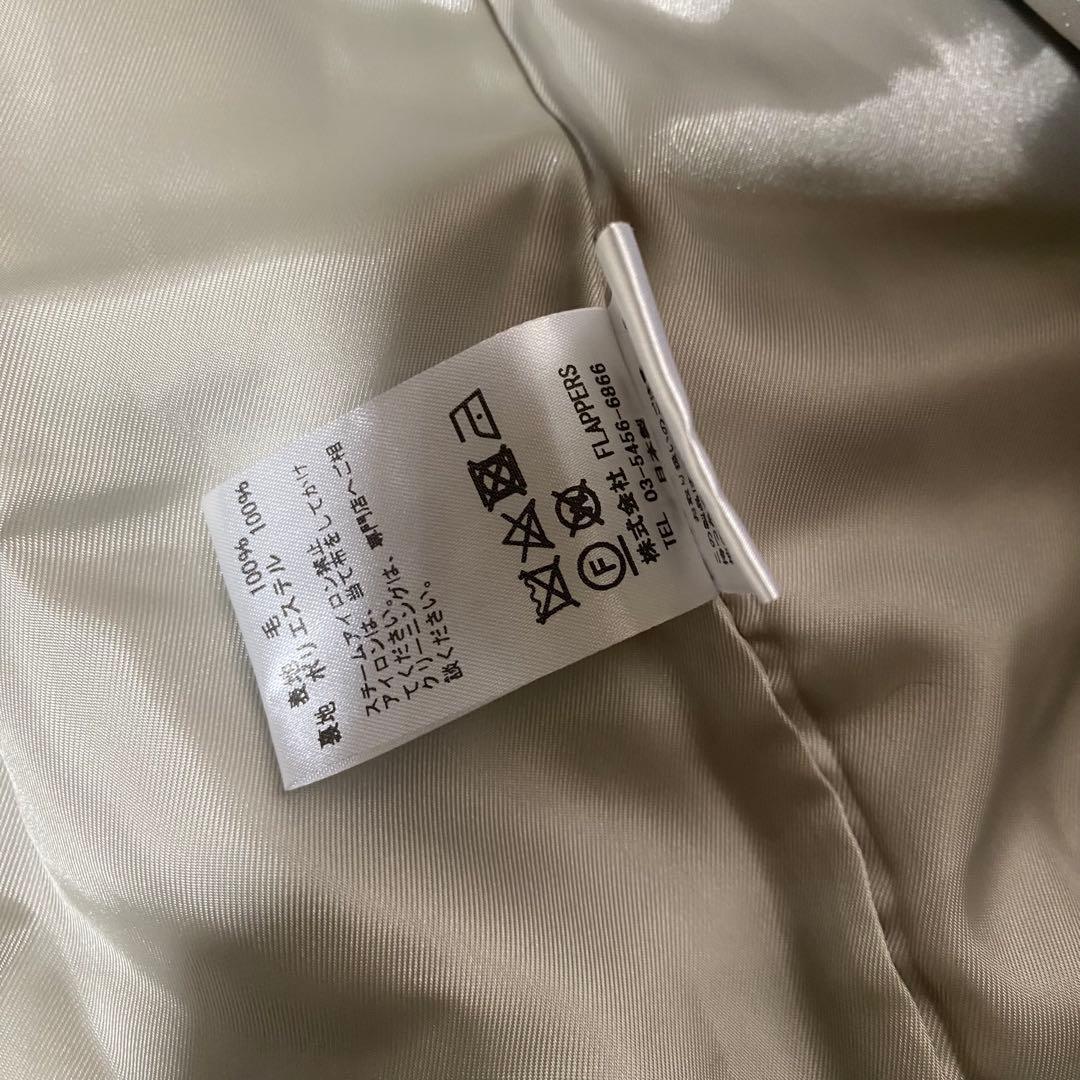 表地 毛 100%
裏地 ポリエステル 100%
スチームアイロン禁止
アイロンは、当て布をしてかけ
てください。
クリーニングは、専門店へご相
談ください。
F
株式会社 FLAPPERS
TEL 03-5456-6866
日本製